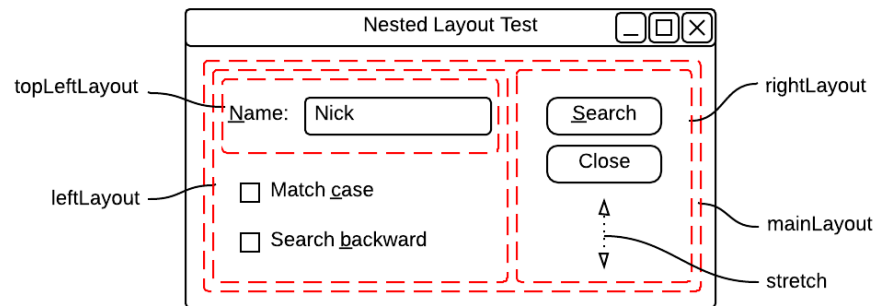 Nested Layout Test
topLeftLayout
Name:
Nick
Search
rightLayout
Close
leftLayout
Match case
Search backward
mainLayout
stretch